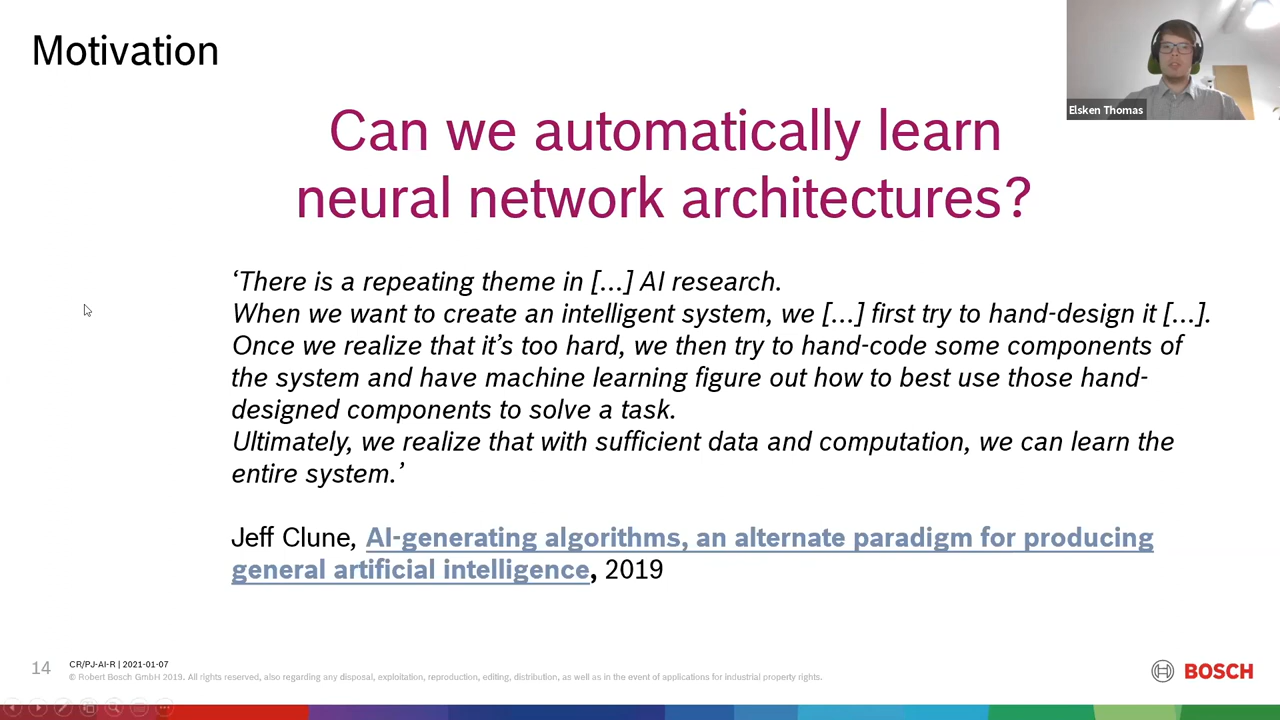 Motivation
Elsken Thomas
Can we automatically learn
neural network architectures?
‘There is a repeating theme in [...] AI research.
When we want to create an intelligent system, we [...] first try to hand-design it [...].
Once we realize that it’s too hard, we then try to hand-code some components of
the system and have machine learning figure out how to best use those hand-
designed components to solve a task.
Ultimately, we realize that with sufficient data and computation, we can learn the
entire system.’
Jeff Clune, AI-generating algorithms, an alternate paradigm for producing
general artificial intelligence, 2019
14
CR/PJ-AI-R | 2021-01-07
© Robert Bosch GmbH 2019. All rights reserved, also regarding any disposal, exploitation, reproduction, editing, distribution, as well as in the event of applications for industrial property rights.
BOSCH